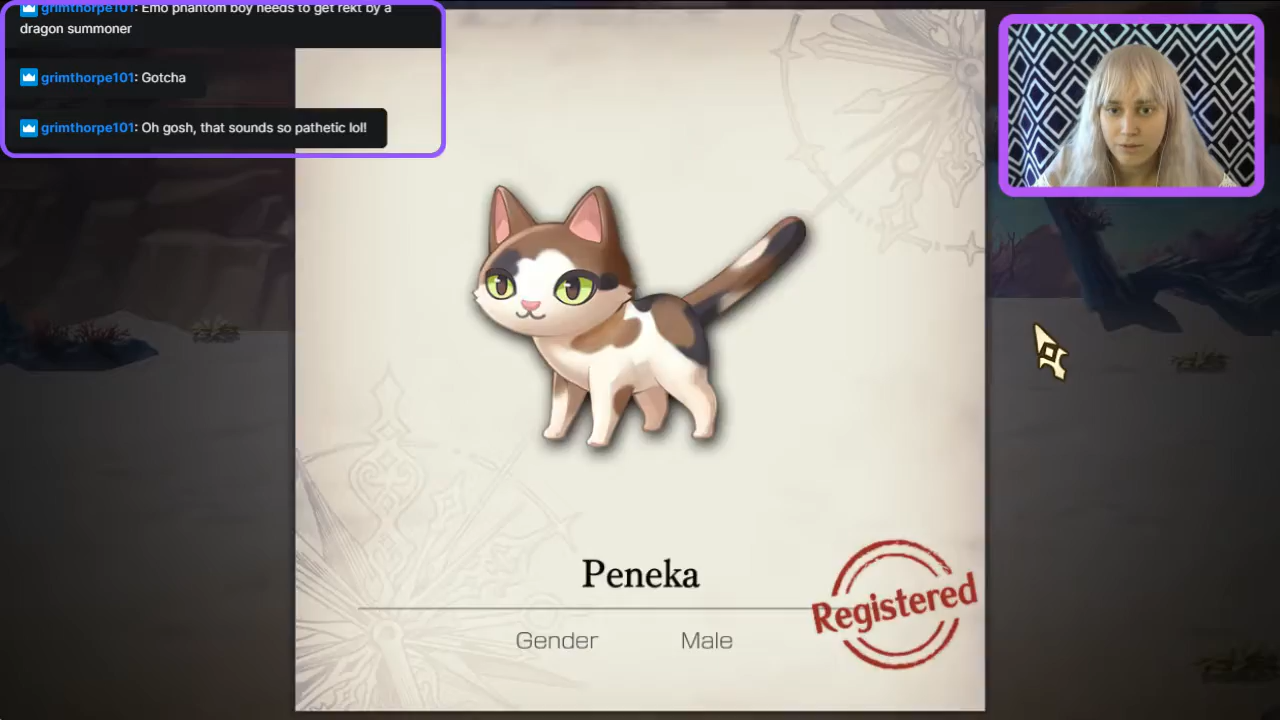 grimthorpe101: Emo phantom boy needs to get rekt by a
dragon summoner
grimthorpe101: Gotcha
grimthorpe101: Oh gosh, that sounds so pathetic lol!
Peneka
Registered
Gender Male